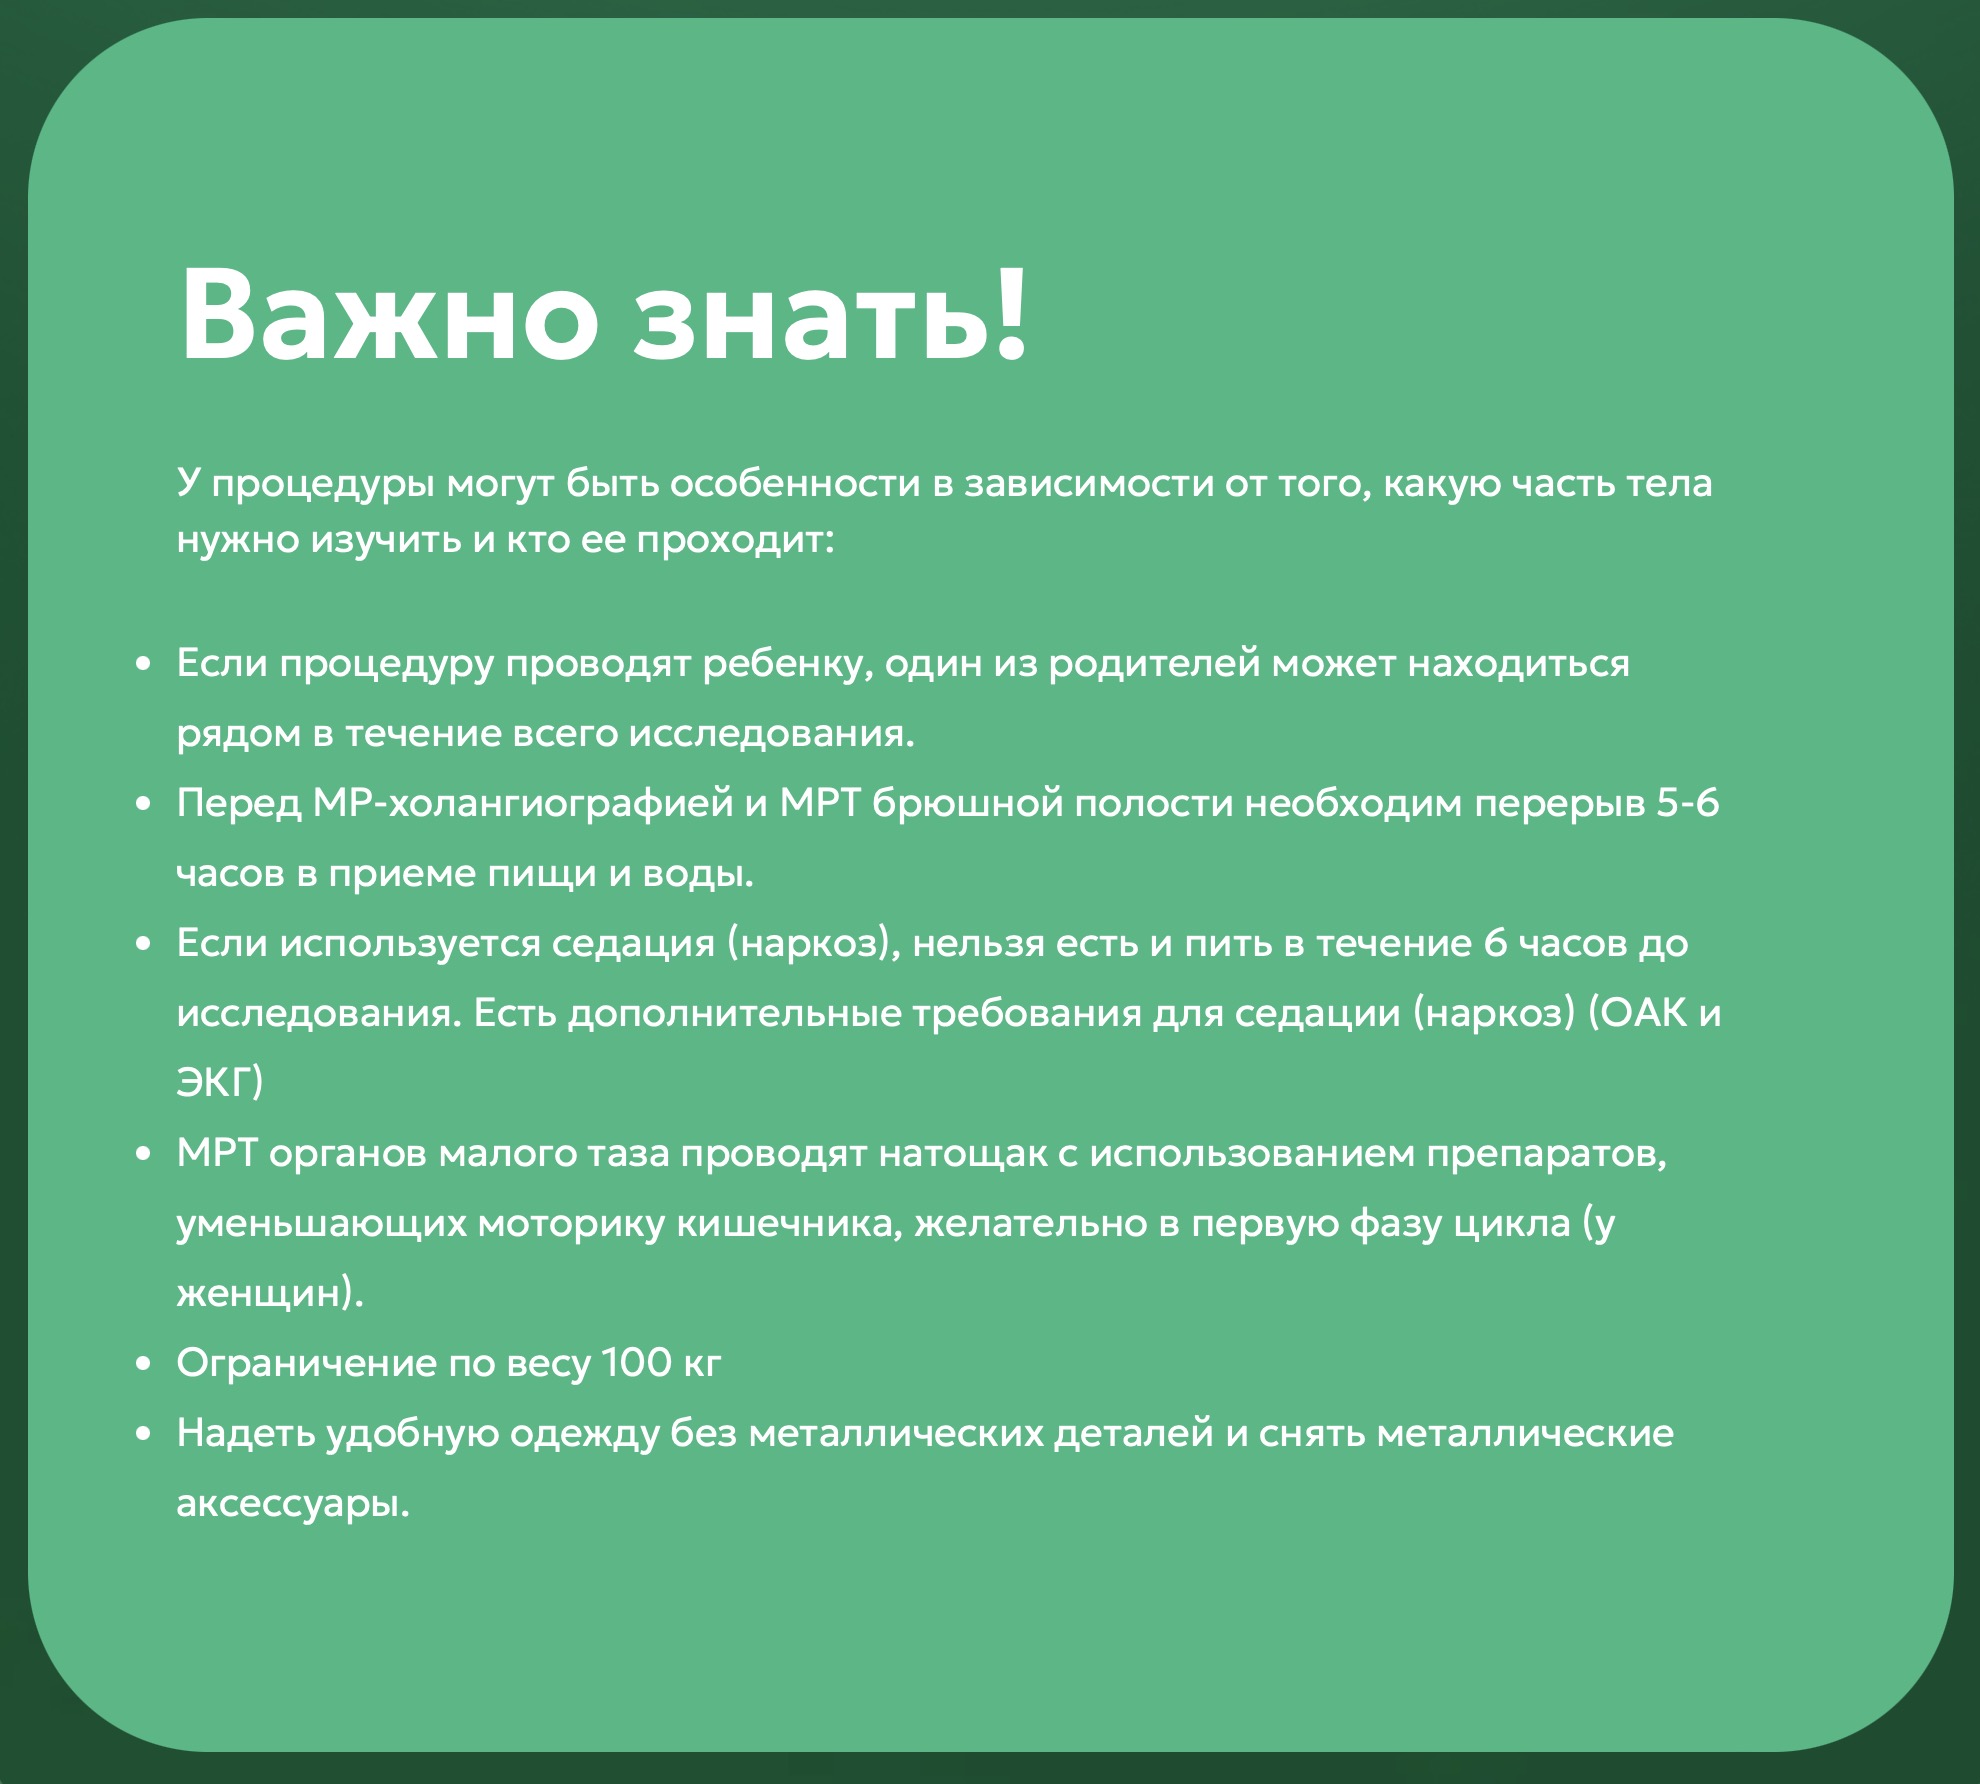 Важно знать!
У процедуры могут быть особенности в зависимости от того, какую часть тела
нужно изучить и кто ее проходит:
• Если процедуру проводят ребенку, один из родителей может находиться
рядом в течение всего исследования.
• Перед МР-холангиографией и МРТ брюшной полости необходим перерыв 5-6
часов в приеме пищи и воды.
• Если используется седация (наркоз), нельзя есть и пить в течение 6 часов до
исследования. Есть дополнительные требования для седации (наркоз) (ОАК и
ЭКГ)
• МРТ органов малого таза проводят натощак с использованием препаратов,
уменьшающих моторику кишечника, желательно в первую фазу цикла (у
женщин).
• Ограничение по весу 100 кг
• Надеть удобную одежду без металлических деталей и снять металлические
аксессуары.